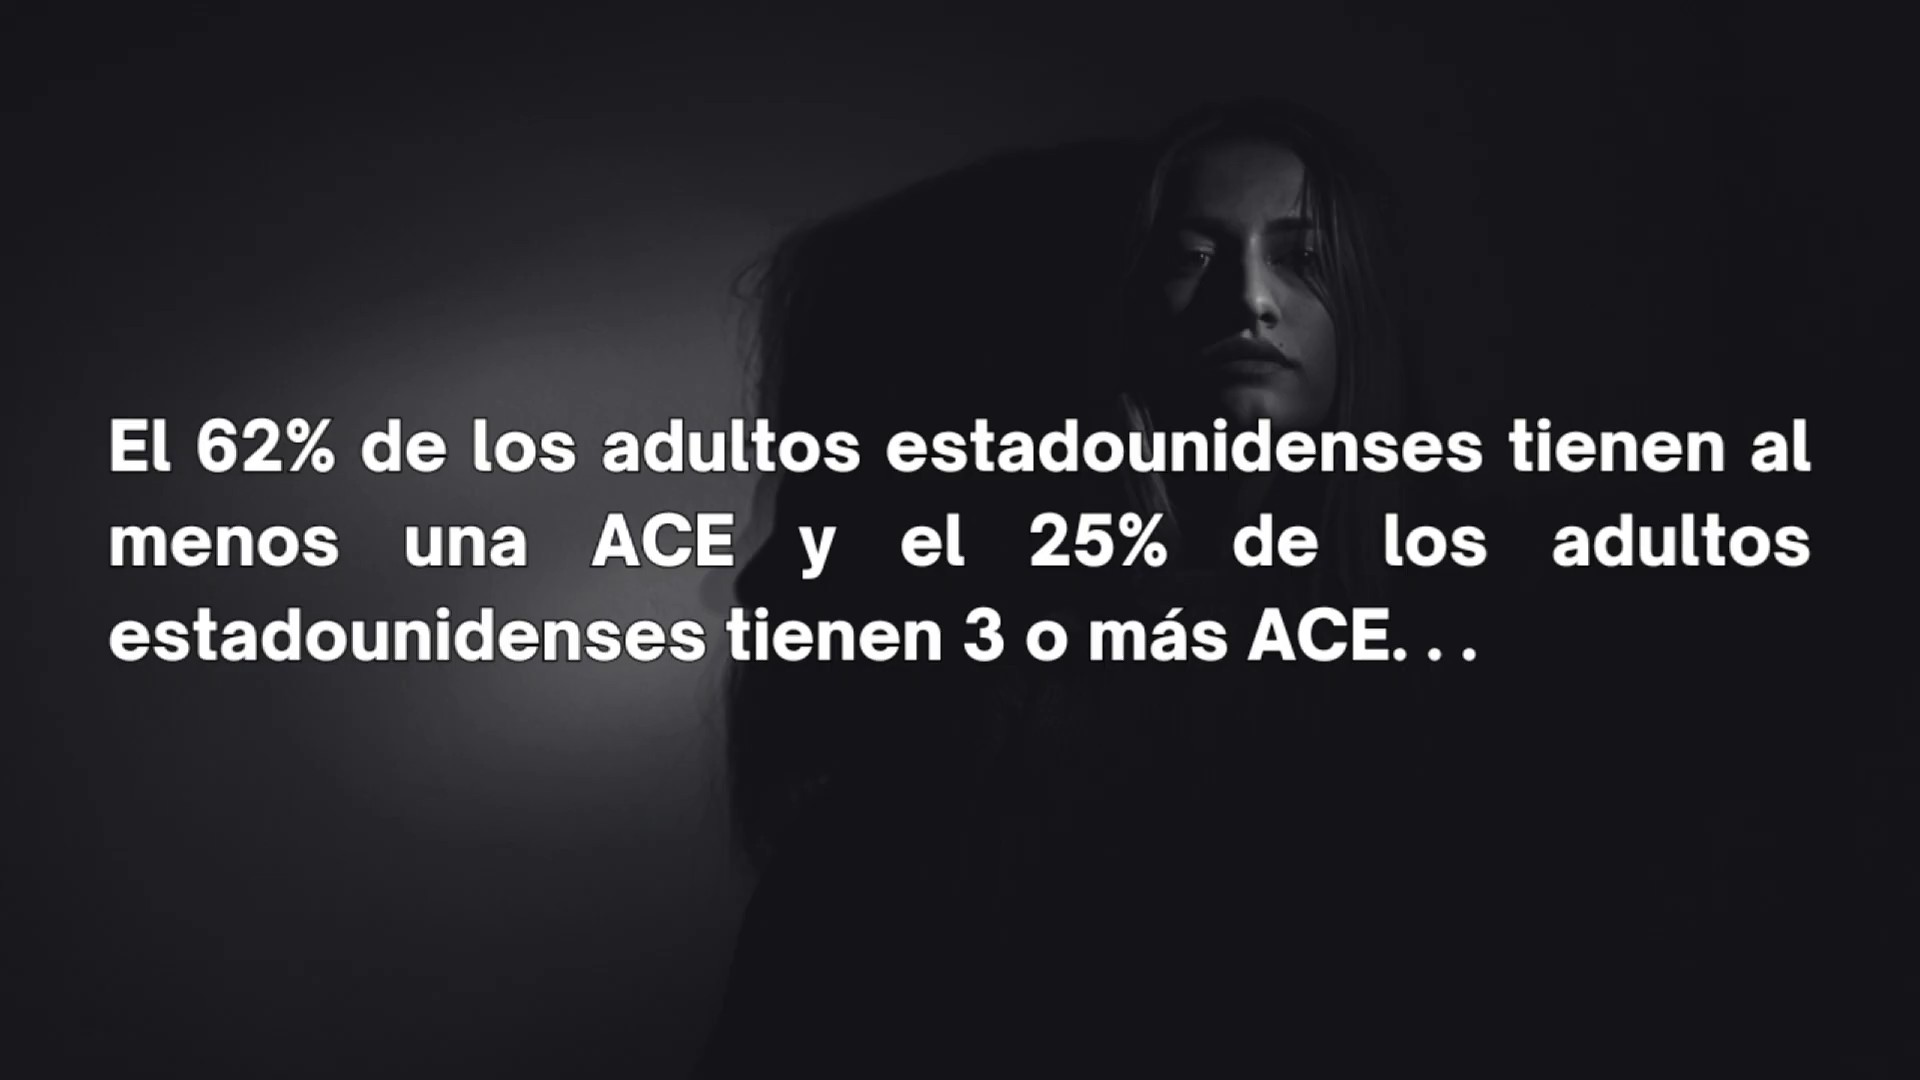 El 62% de los adultos estadounidenses tienen al
menos una ACE y el 25% de los adultos
estadounidenses tienen 3 o más ACE. . .